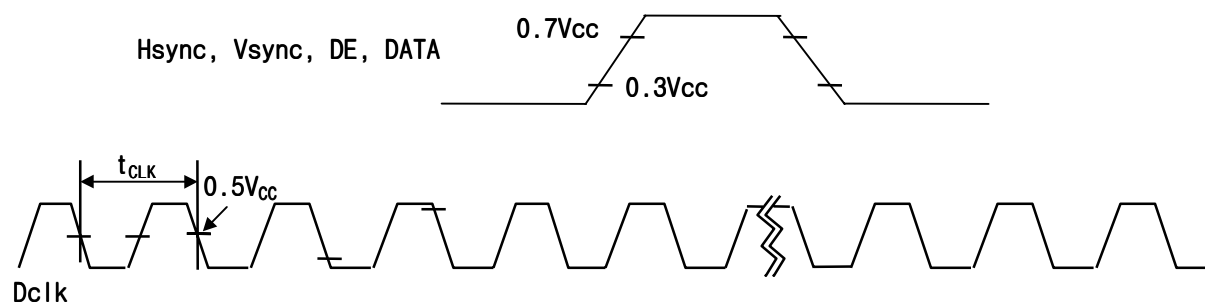 0.7Vcc
Hsync, Vsync, DE, DATA
0.3Vcc
tCLK
0.5VCC
Dclk